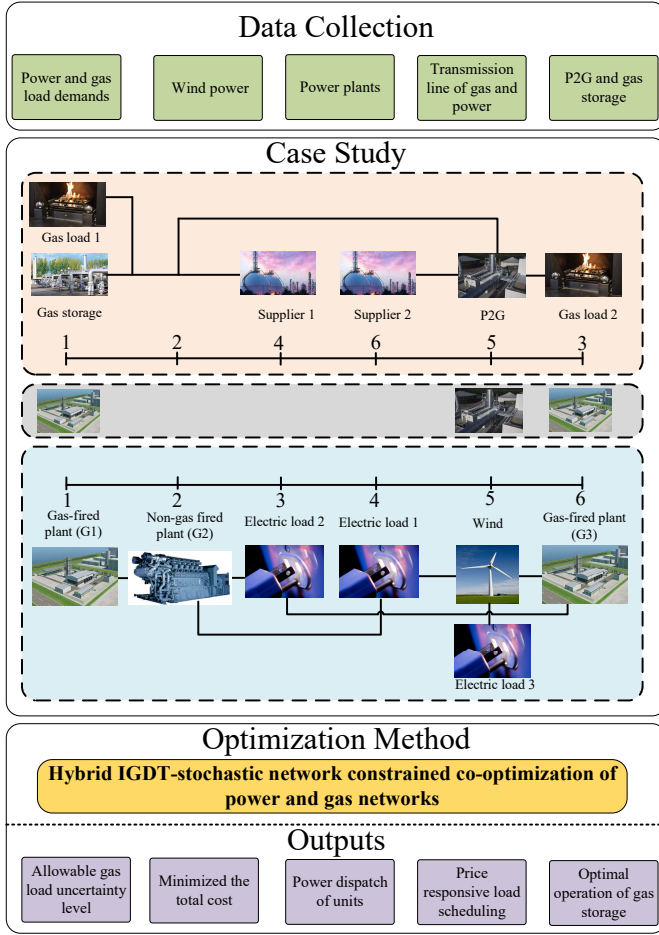 Data Collection
Power and gas
load demands
Wind power
Power plants
Transmission
line of gas and
power
P2G and gas
storage
Case Study
Gas load 1
Gas storage
Supplier 1
Supplier 2
P2G
Gas load 2
1
2
4
6
5
3
1
2
3
4
5
6
Gas-fired
plant (G1)
Non-gas fired
plant (G2)
Electric load 2
Electric load 1
Wind
Gas-fired plant
(G3)
Electric load 3
Optimization Method
Hybrid IGDT-stochastic network constrained co-optimization of
power and gas networks
Outputs
Allowable gas
load uncertainty
level
Minimized the
total cost
Power dispatch
of units
Price
responsive load
scheduling
Optimal
operation of gas
storage